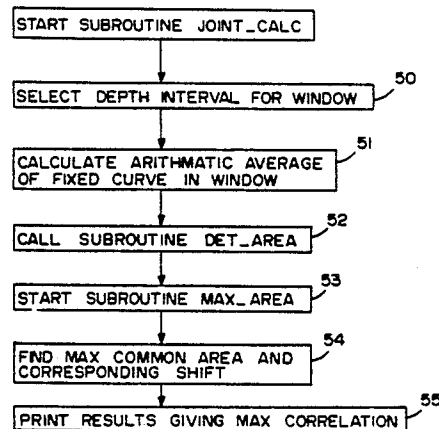 START SUBROUTINE JOINT_CALC
50
SELECT DEPTH INTERVAL FOR WINDOW
51
CALCULATE ARITHMATIC AVERAGE
OF FIXED CURVE IN WINDOW
52
CALL SUBROUTINE DET_AREA
53
START SUBROUTINE MAX_AREA
54
FIND MAX COMMON AREA AND
CORRESPONDING SHIFT
55
PRINT RESULTS GIVING MAX CORRELATION